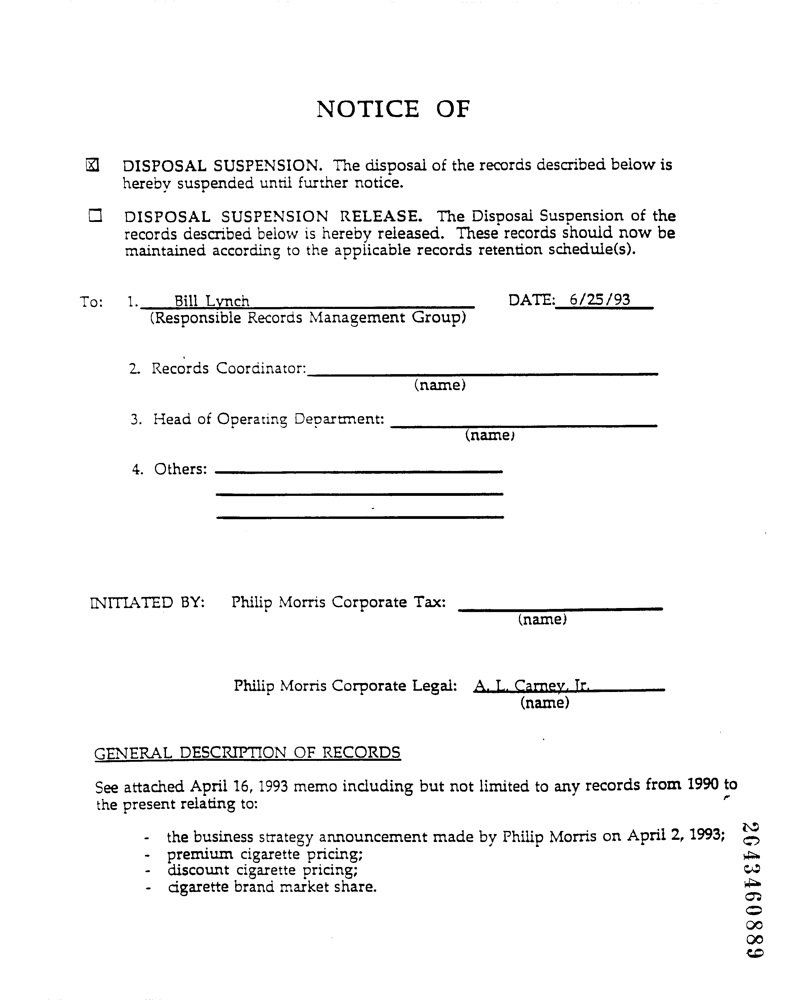 NOTICE OF
☒ DISPOSAL SUSPENSION. The disposal of the records described below is
hereby suspended until further notice.
☐ DISPOSAL SUSPENSION RELEASE. The Disposal Suspension of the
records described below is hereby released. These records should now be
maintained according to the applicable records retention schedule(s).
To: 1. Bill Lynch DATE: 6/25/93
(Responsible Records Management Group)
2. Records Coordinator:
(name)
3. Head of Operating Department:
(name)
4. Others:
INITIATED BY: Philip Morris Corporate Tax:
(name)
Philip Morris Corporate Legal: A. L. Carney, Jr.
(name)
GENERAL DESCRIPTION OF RECORDS
See attached April 16, 1993 memo including but not limited to any records from 1990 to
the present relating to:
- the business strategy announcement made by Philip Morris on April 2, 1993;
- premium cigarette pricing;
- discount cigarette pricing;
- cigarette brand market share.
2043460889